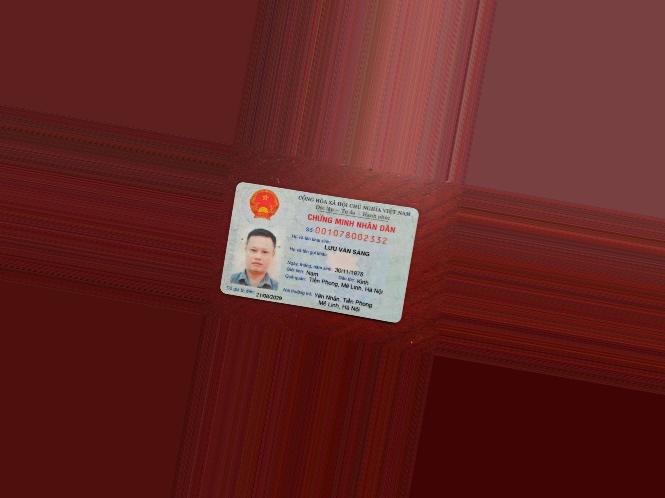 CỘNG HÒA XÃ HỘI CHỦ NGHĨA VIỆT NAM
Độc lập – Tự do – Hạnh phúc
CHỨNG MINH NHÂN DÂN
Số: 001078002332
Họ và tên khai sinh:
LƯU VĂN SÁNG
Họ và tên gọi khác:
Ngày, tháng, năm sinh: 30/11/1978
Giới tính: Nam Dân tộc: Kinh
Quê quán: Tiền Phong, Mê Linh, Hà Nội
Nơi thường trú: Yên Nhân, Tiền Phong
Mê Linh, Hà Nội
Có giá trị đến:
21/08/2029